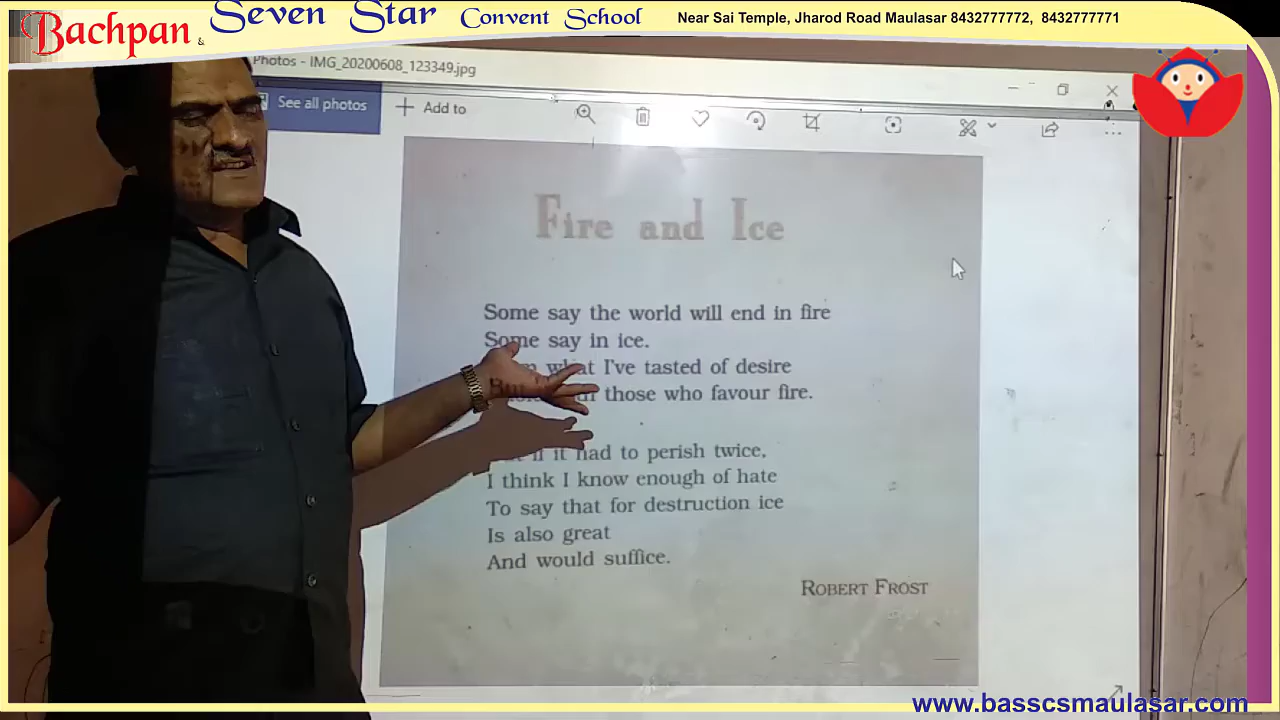 Bachpan & Seven Star Convent School Near Sai Temple, Jharod Road Maulasar 8432777772, 8432777771
Photos - IMG_20200608_123349.jpg
See all photos Add to
Fire and Ice
Some say the world will end in fire
Some say in ice.
what I've tasted of desire
those who favour fire.
if it had to perish twice,
I think I know enough of hate
To say that for destruction ice
Is also great
And would suffice.
ROBERT FROST
www.basscsmaulasar.com